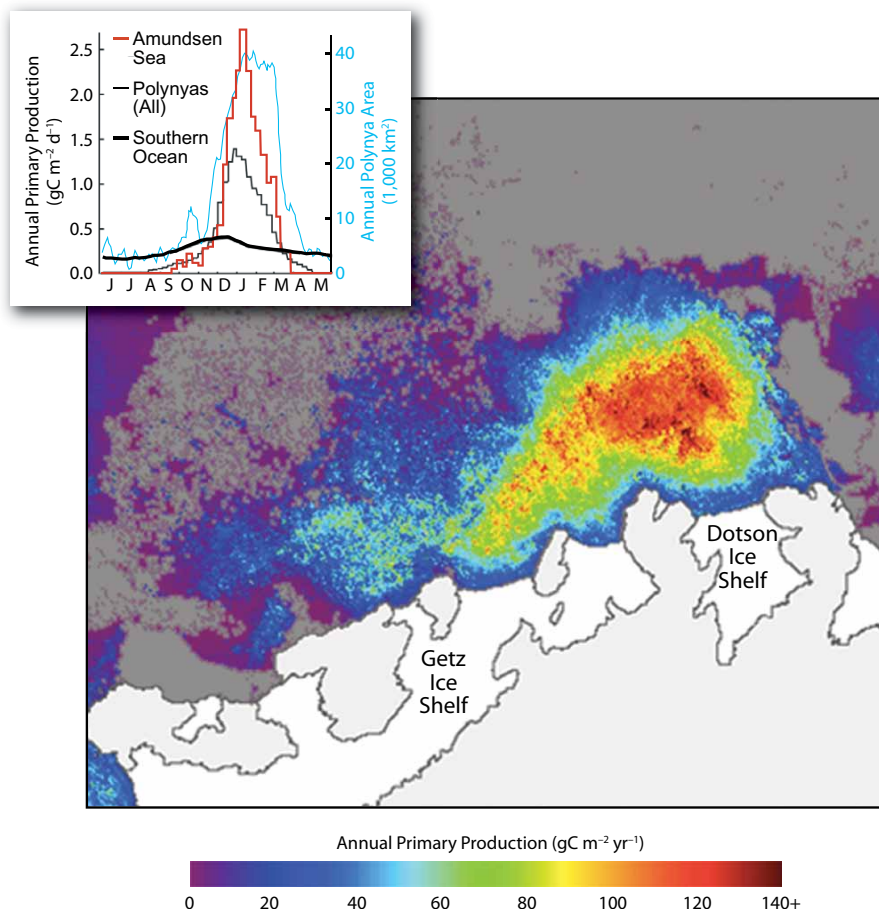 Annual Primary Production
(gC m⁻² d⁻¹)
2.5
2.0
1.5
1.0
0.5
0.0
Amundsen
Sea
Polynyas
(All)
Southern
Ocean
40
30
20
10
0
Annual Polynya Area
(1,000 km²)
J J A S O N D J F M A M
Dotson
Ice
Shelf
Getz
Ice
Shelf
Annual Primary Production (gC m⁻² yr⁻¹)
0 20 40 60 80 100 120 140+